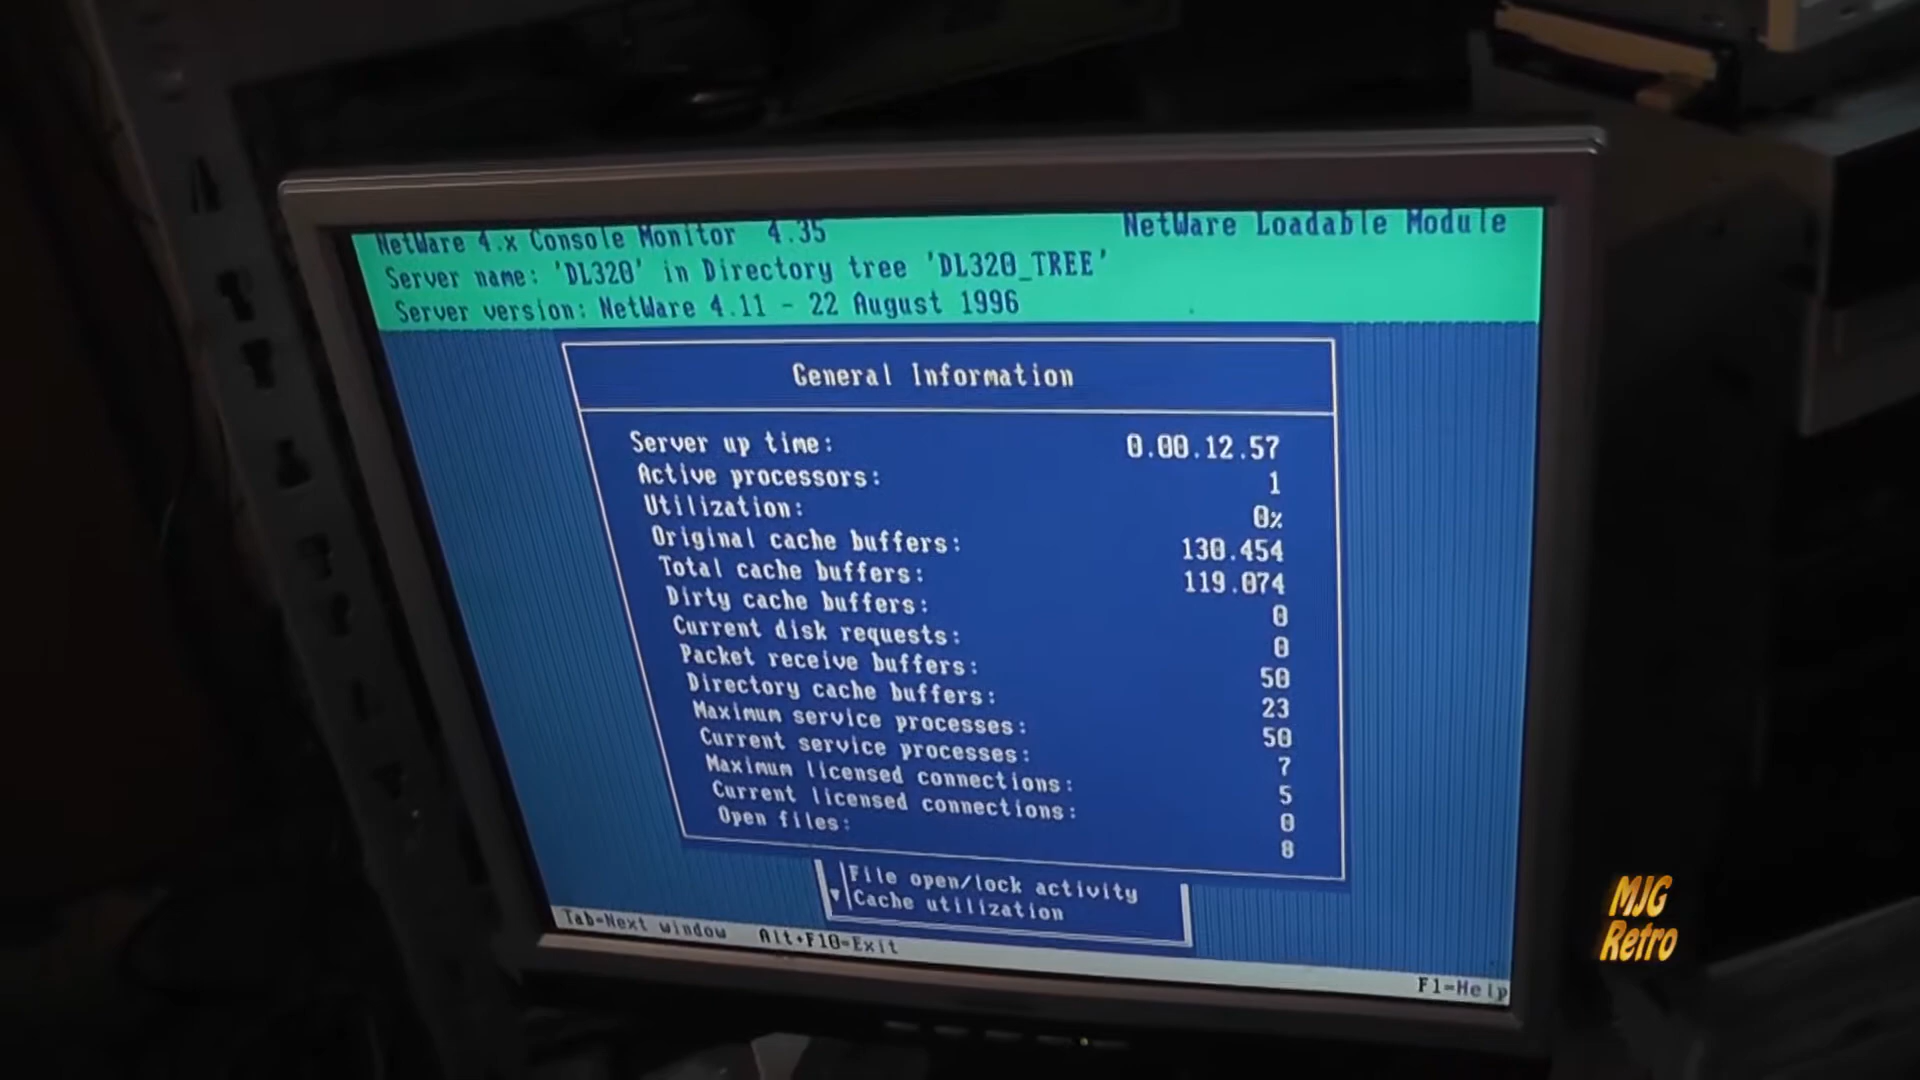 NetWare 4.x Console Monitor 4.35 NetWare Loadable Module
Server name: 'DL320' in Directory tree 'DL320_TREE'
Server version: NetWare 4.11 - 22 August 1996
General Information
Server up time: 0.00.12.57
Active processors: 1
Utilization: 0%
Original cache buffers: 130.454
Total cache buffers: 119.074
Dirty cache buffers: 0
Current disk requests: 0
Packet receive buffers: 50
Directory cache buffers: 23
Maximum service processes: 50
Current service processes: 7
Maximum licensed connections: 5
Current licensed connections: 0
Open files: 8
File open/lock activity
Cache utilization
Tab=Next window Alt+F10=Exit F1=Help
MJG
Retro